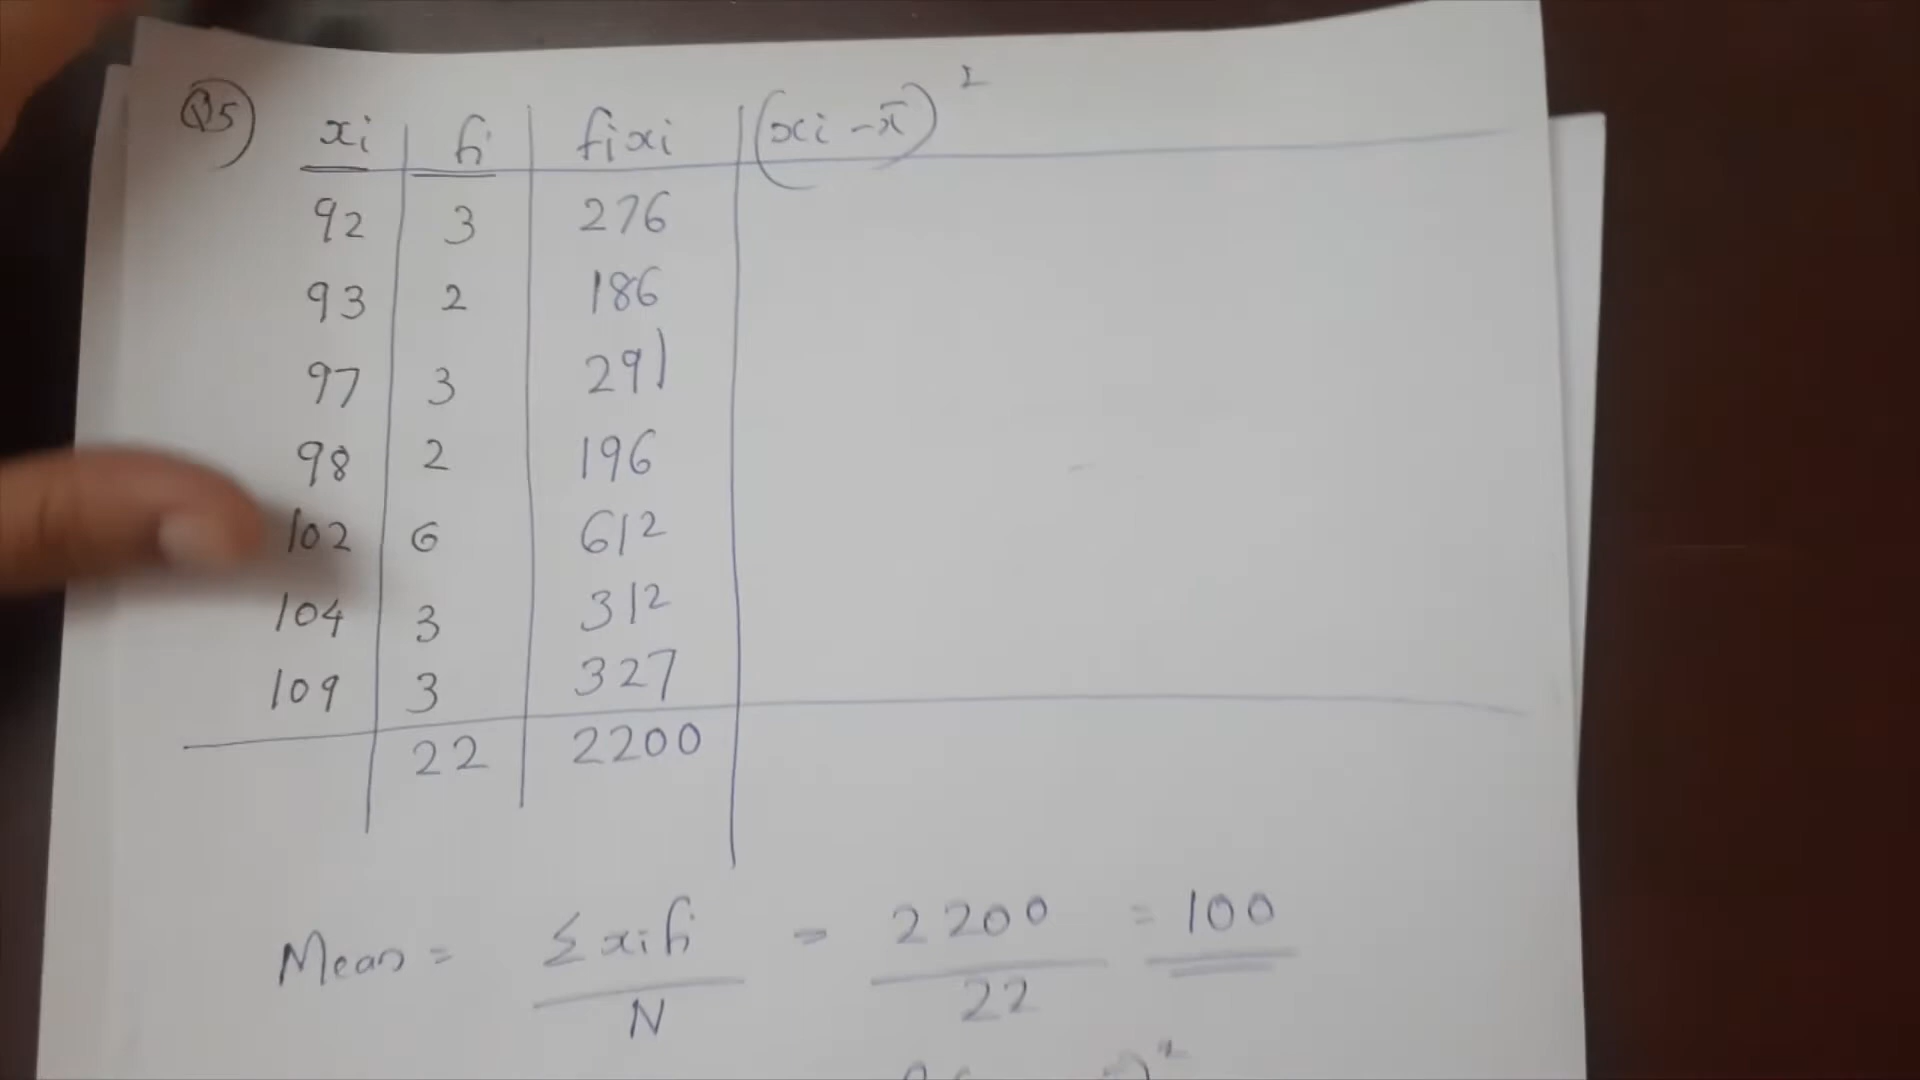 Q5
xi fi fixi (xi - x̄)²
92 3 276
93 2 186
97 3 291
98 2 196
102 6 612
104 3 312
109 3 327
22 2200
Mean = Σxifi / N = 2200 / 22 = 100